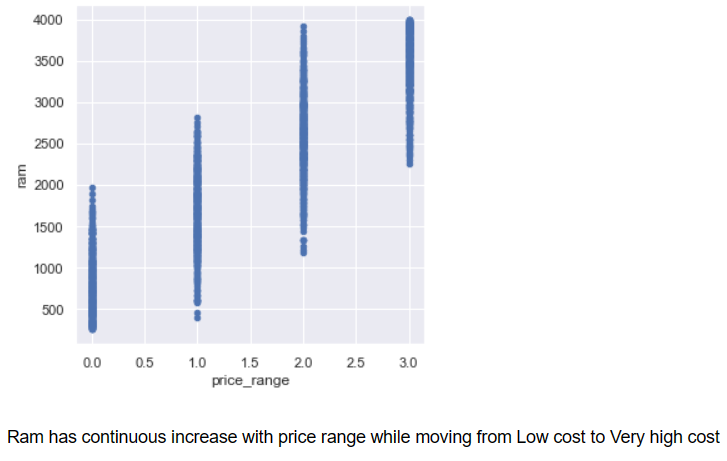 4000
3500
3000
2500
2000
1500
1000
500
ram
0.0 0.5 1.0 1.5 2.0 2.5 3.0
price_range
Ram has continuous increase with price range while moving from Low cost to Very high cost